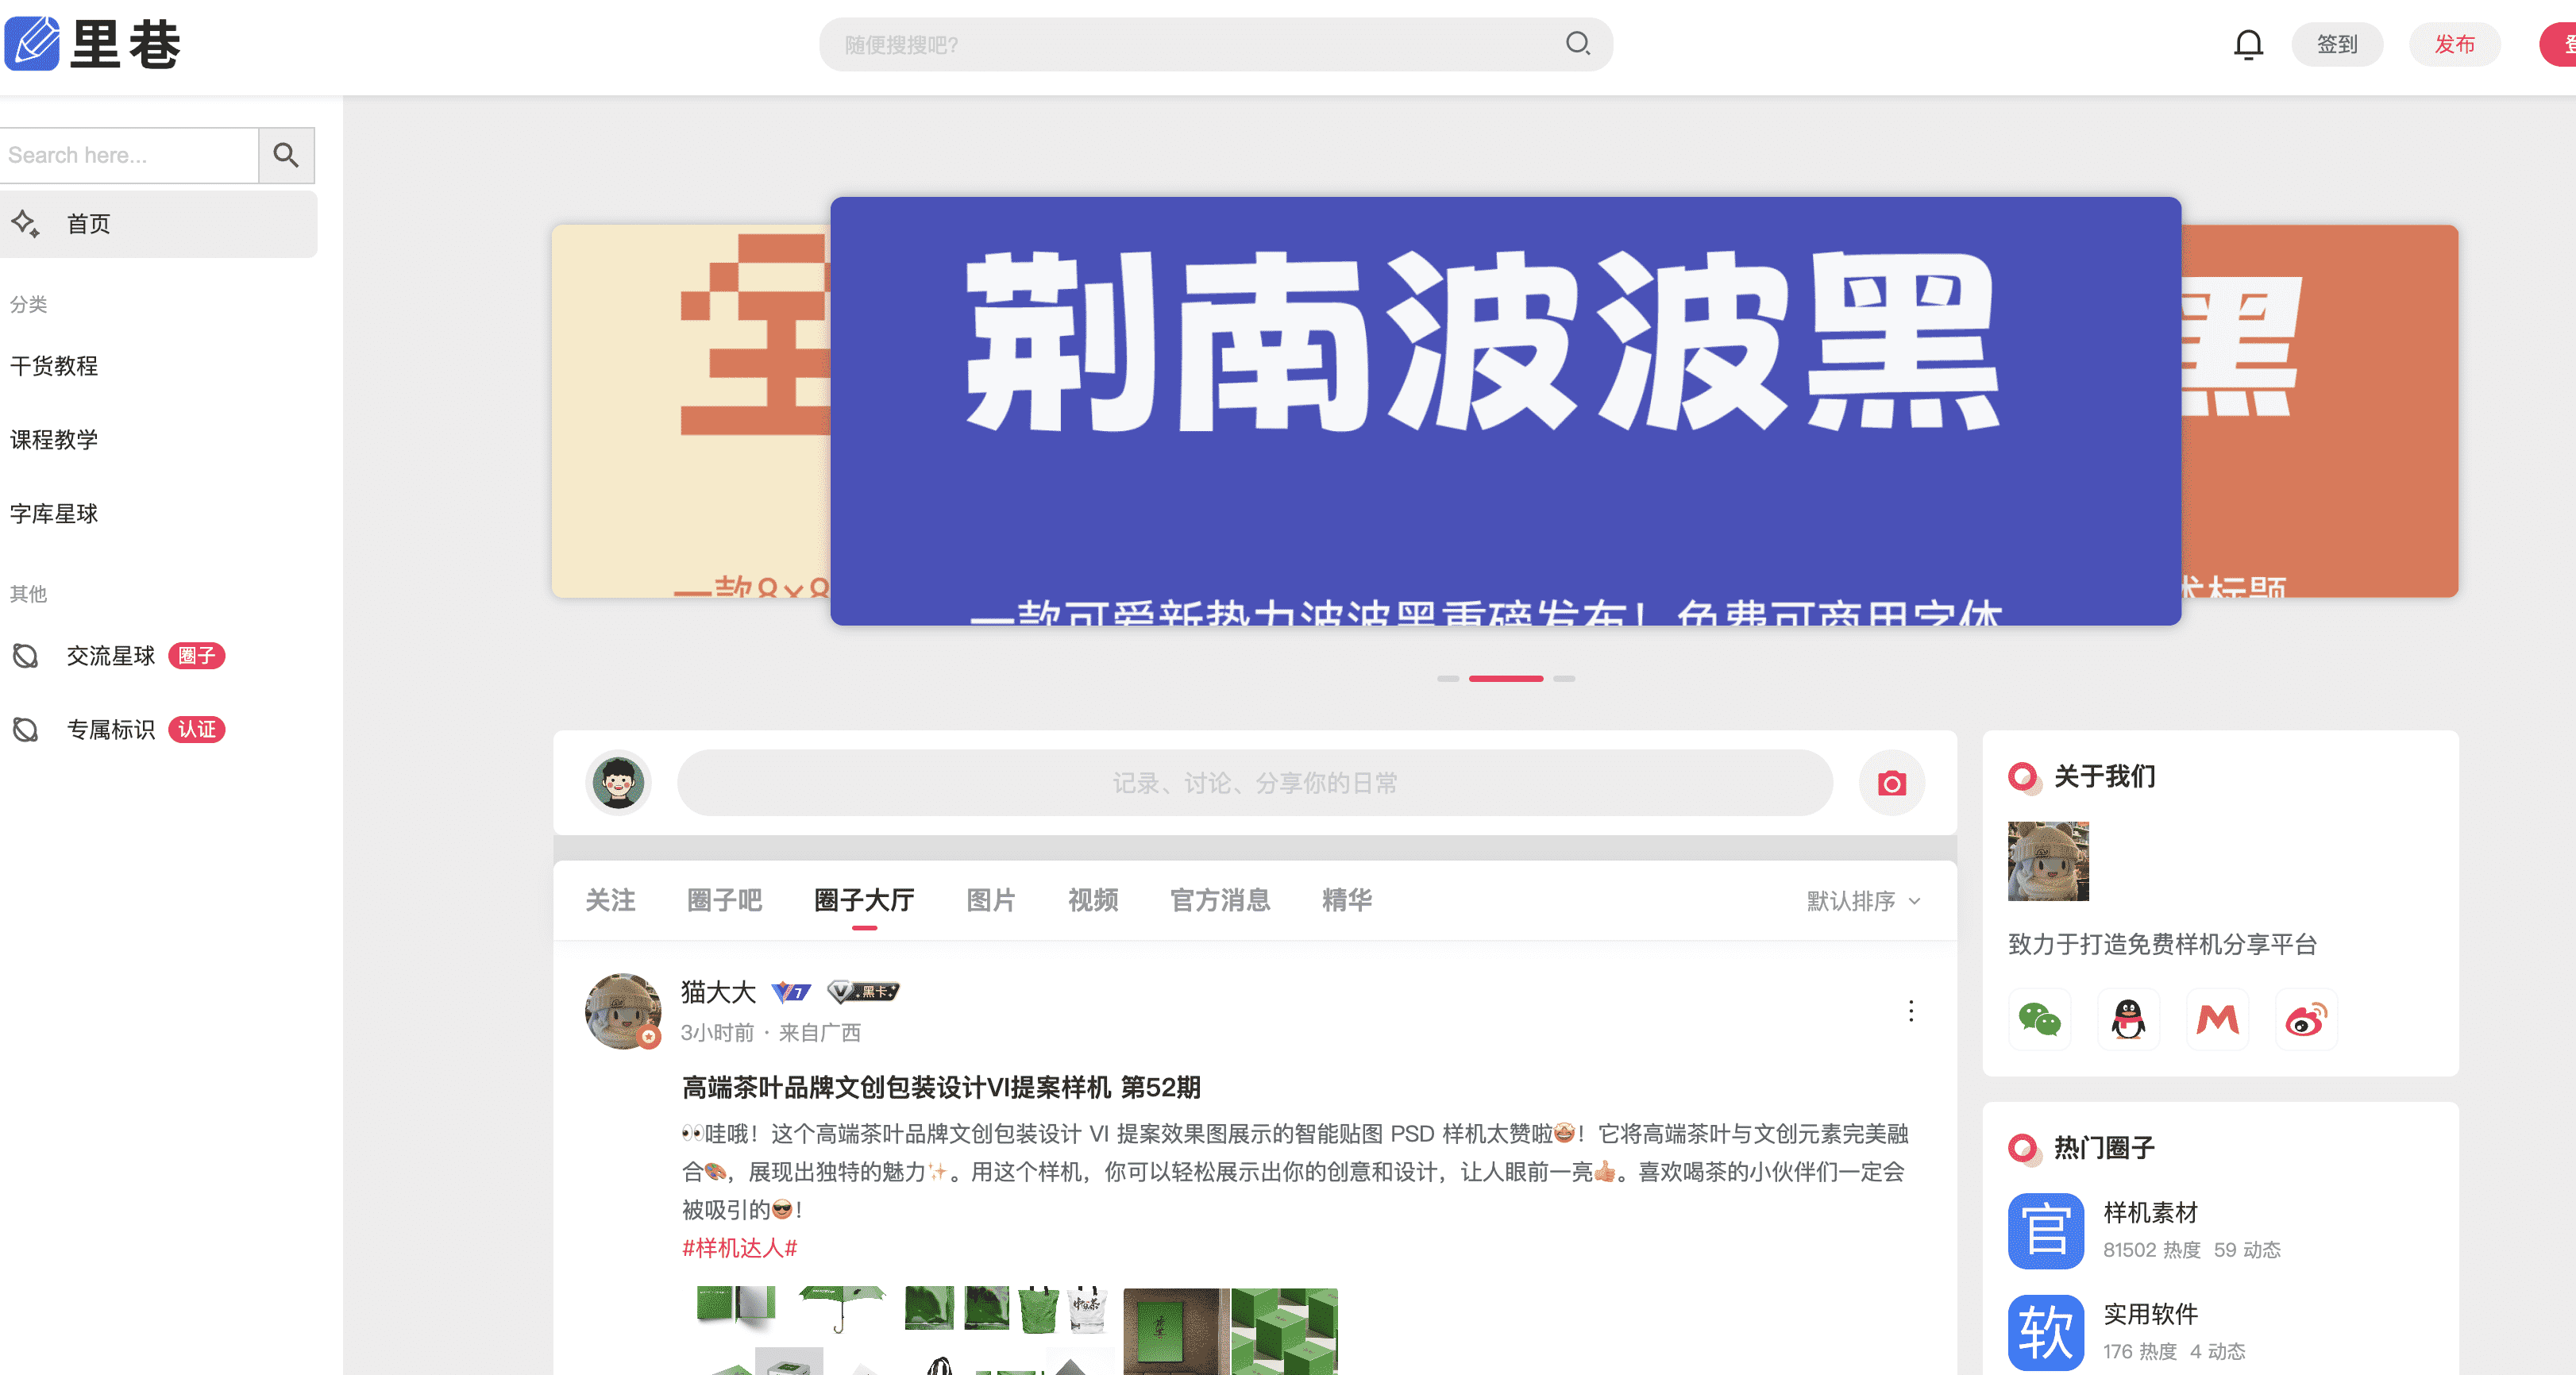 里巷
随便搜搜吧?
签到
发布
Search here...
首页
分类
干货教程
课程教学
字库星球
其他
交流星球 圈子
专属标识 认证
荆南波波黑
一款可爱新热力波波黑重磅发布！免费可商用字体
一款8×8
黑
术标题
记录、讨论、分享你的日常
关注 圈子吧 圈子大厅 图片 视频 官方消息 精华 默认排序
猫大大 V7 V黑卡
3小时前 · 来自广西
高端茶叶品牌文创包装设计VI提案样机 第52期
👀哇哦！这个高端茶叶品牌文创包装设计 VI 提案效果图展示的智能贴图 PSD 样机太赞啦🤩！它将高端茶叶与文创元素完美融
合🎨，展现出独特的魅力✨。用这个样机，你可以轻松展示出你的创意和设计，让人眼前一亮👍。喜欢喝茶的小伙伴们一定会
被吸引的😎！
#样机达人#
关于我们
致力于打造免费样机分享平台
热门圈子
官
样机素材
81502 热度 59 动态
软
实用软件
176 热度 4 动态